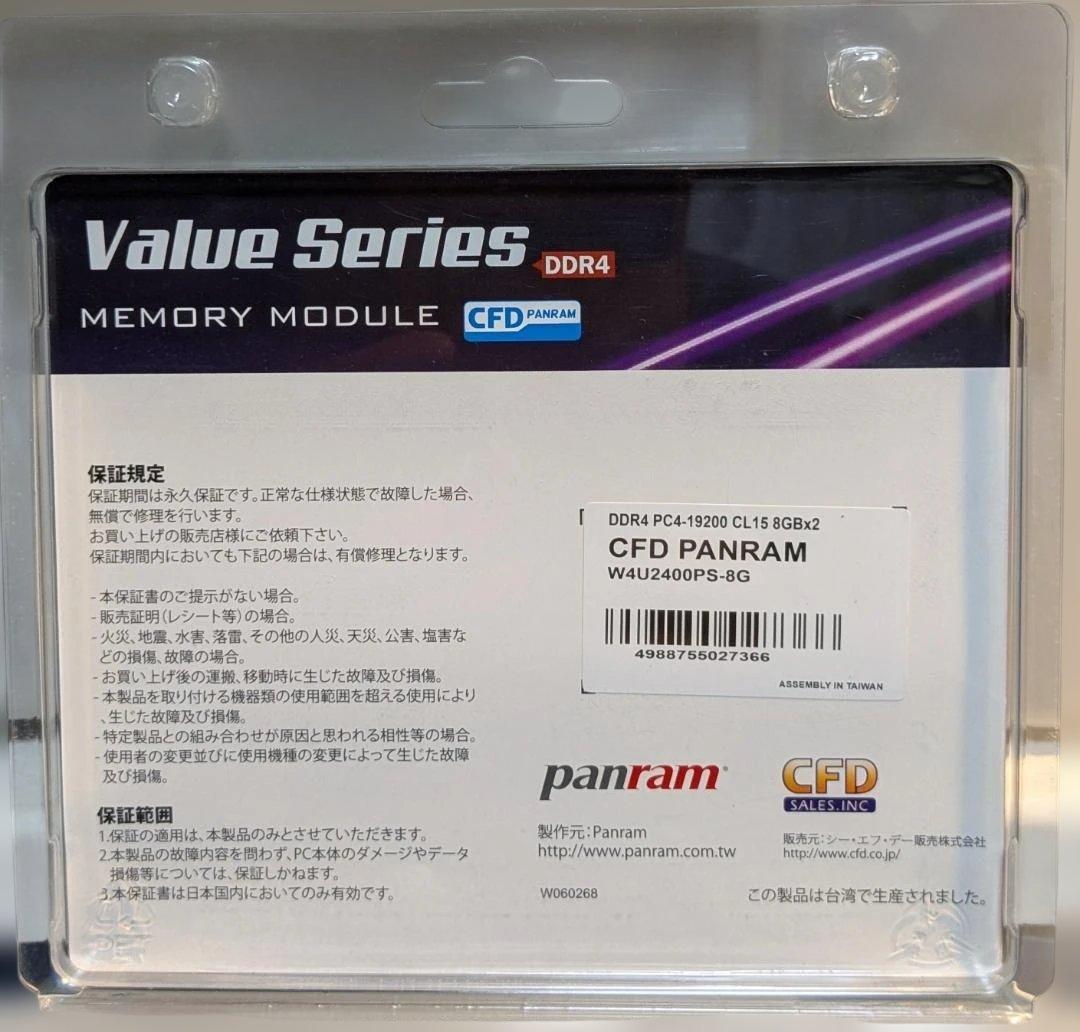 Value Series DDR4
MEMORY MODULE CFD PANRAM
保証規定
保証期間は永久保証です。正常な仕様状態で故障した場合、
無償で修理を行います。
お買い上げの販売店様にご依頼下さい。
保証期間内においても下記の場合は、有償修理となります。
- 本保証書のご提示がない場合。
- 販売証明(レシート等)の場合。
- 火災、地震、水害、落雷、その他の人災、天災、公害、塩害な
どの損傷、故障の場合。
- お買い上げ後の運搬、移動時に生じた故障及び損傷。
- 本製品を取り付ける機器類の使用範囲を超える使用により
、生じた故障及び損傷。
- 特定製品との組み合わせが原因と思われる相性等の場合。
- 使用者の変更並びに使用機種の変更によって生じた故障
及び損傷。
保証範囲
1.保証の適用は、本製品のみとさせていただきます。
2.本製品の故障内容を問わず、PC本体のダメージやデータ
損傷等については、保証しかねます。
3.本保証書は日本国内においてのみ有効です。
DDR4 PC4-19200 CL15 8GBx2
CFD PANRAM
W4U2400PS-8G
4988755027366
ASSEMBLY IN TAIWAN
panram
製作元:Panram
http://www.panram.com.tw
W060268
CFD
SALES.INC
販売元:シー・エフ・デー販売株式会社
http://www.cfd.co.jp/
この製品は台湾で生産されました。